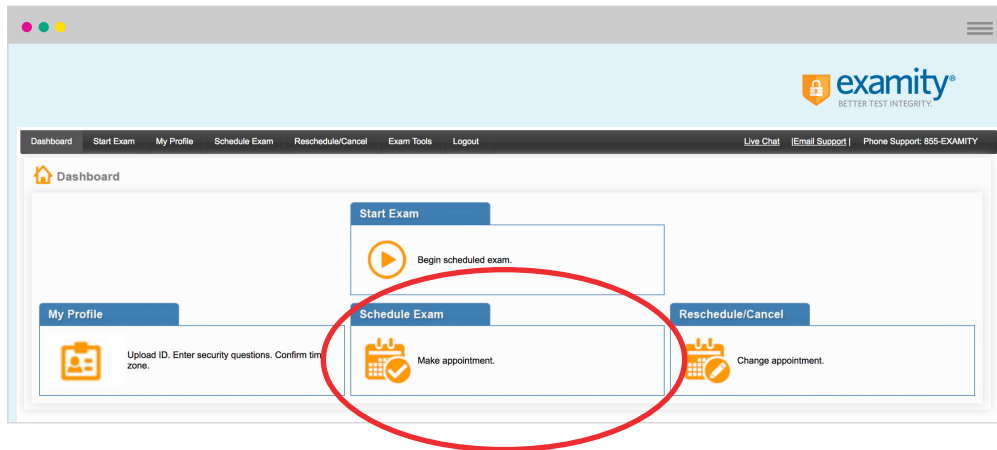 examity®
BETTER TEST INTEGRITY.
Dashboard Start Exam My Profile Schedule Exam Reschedule/Cancel Exam Tools Logout Live Chat |Email Support| Phone Support: 855-EXAMITY
Dashboard
Start Exam
Begin scheduled exam.
My Profile
Upload ID. Enter security questions. Confirm tim
zone.
Schedule Exam
Make appointment.
Reschedule/Cancel
Change appointment.